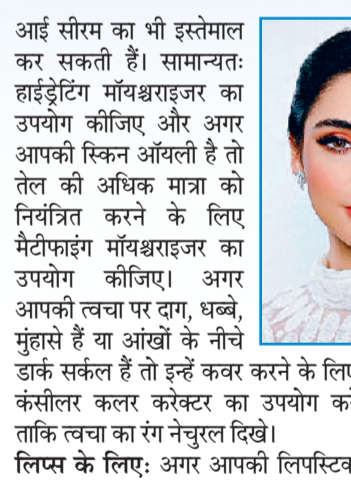 आई सीरम का भी इस्तेमाल
कर सकती हैं। सामान्यतः
हाईड्रेटिंग मॉयश्चराइजर का
उपयोग कीजिए और अगर
आपकी स्किन ऑयली है तो
तेल की अधिक मात्रा को
नियंत्रित करने के लिए
मैटीफाइंग मॉयश्चराइजर का
उपयोग कीजिए। अगर
आपकी त्वचा पर दाग, धब्बे,
मुंहासे हैं या आंखों के नीचे
डार्क सर्कल हैं तो इन्हें कवर करने के लिए
कंसीलर कलर करेक्टर का उपयोग
ताकि त्वचा का रंग नेचुरल दिखे।
लिप्स के लिए: अगर आपकी